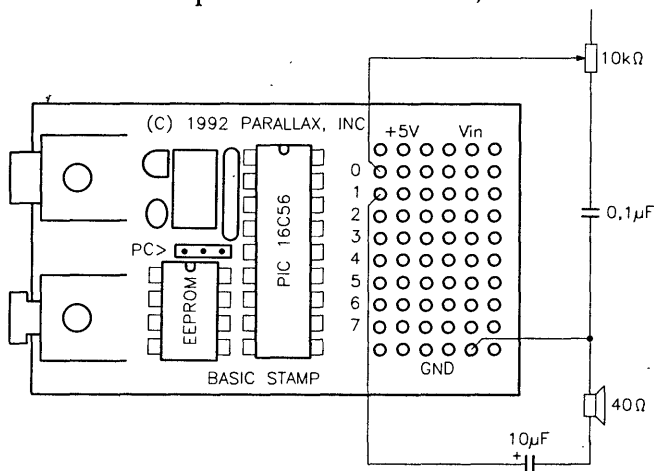 10kΩ
(C) 1992 PARALLAX, INC
+5V Vin
0
1
2
3
4
5
6
7
0,1µF
PC>
PIC 16C56
EEPROM
BASIC STAMP
GND
40Ω
10µF
+